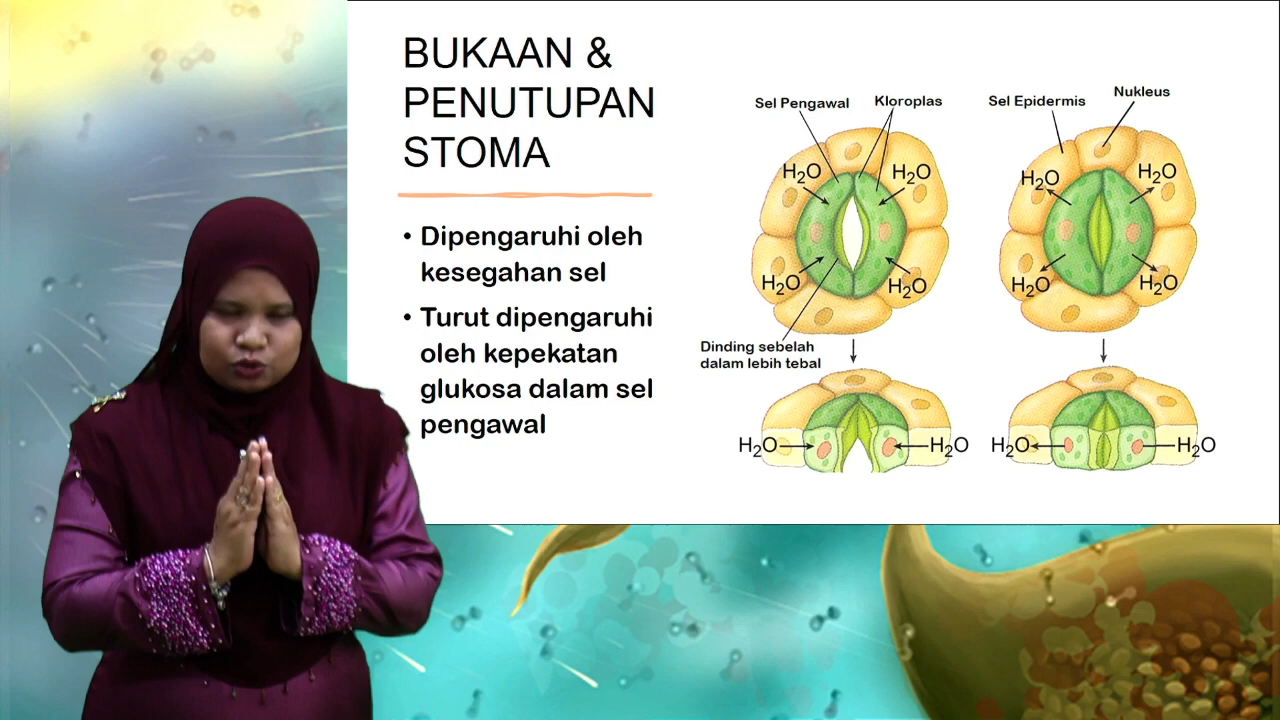 BUKAAN &
PENUTUPAN
STOMA
• Dipengaruhi oleh
kesegahan sel
• Turut dipengaruhi
oleh kepekatan
glukosa dalam sel
pengawal
Sel Pengawal
Kloroplas
H₂O
H₂O
H₂O
H₂O
Dinding sebelah
dalam lebih tebal
H₂O
H₂O
Sel Epidermis
Nukleus
H₂O
H₂O
H₂O
H₂O
H₂O
H₂O